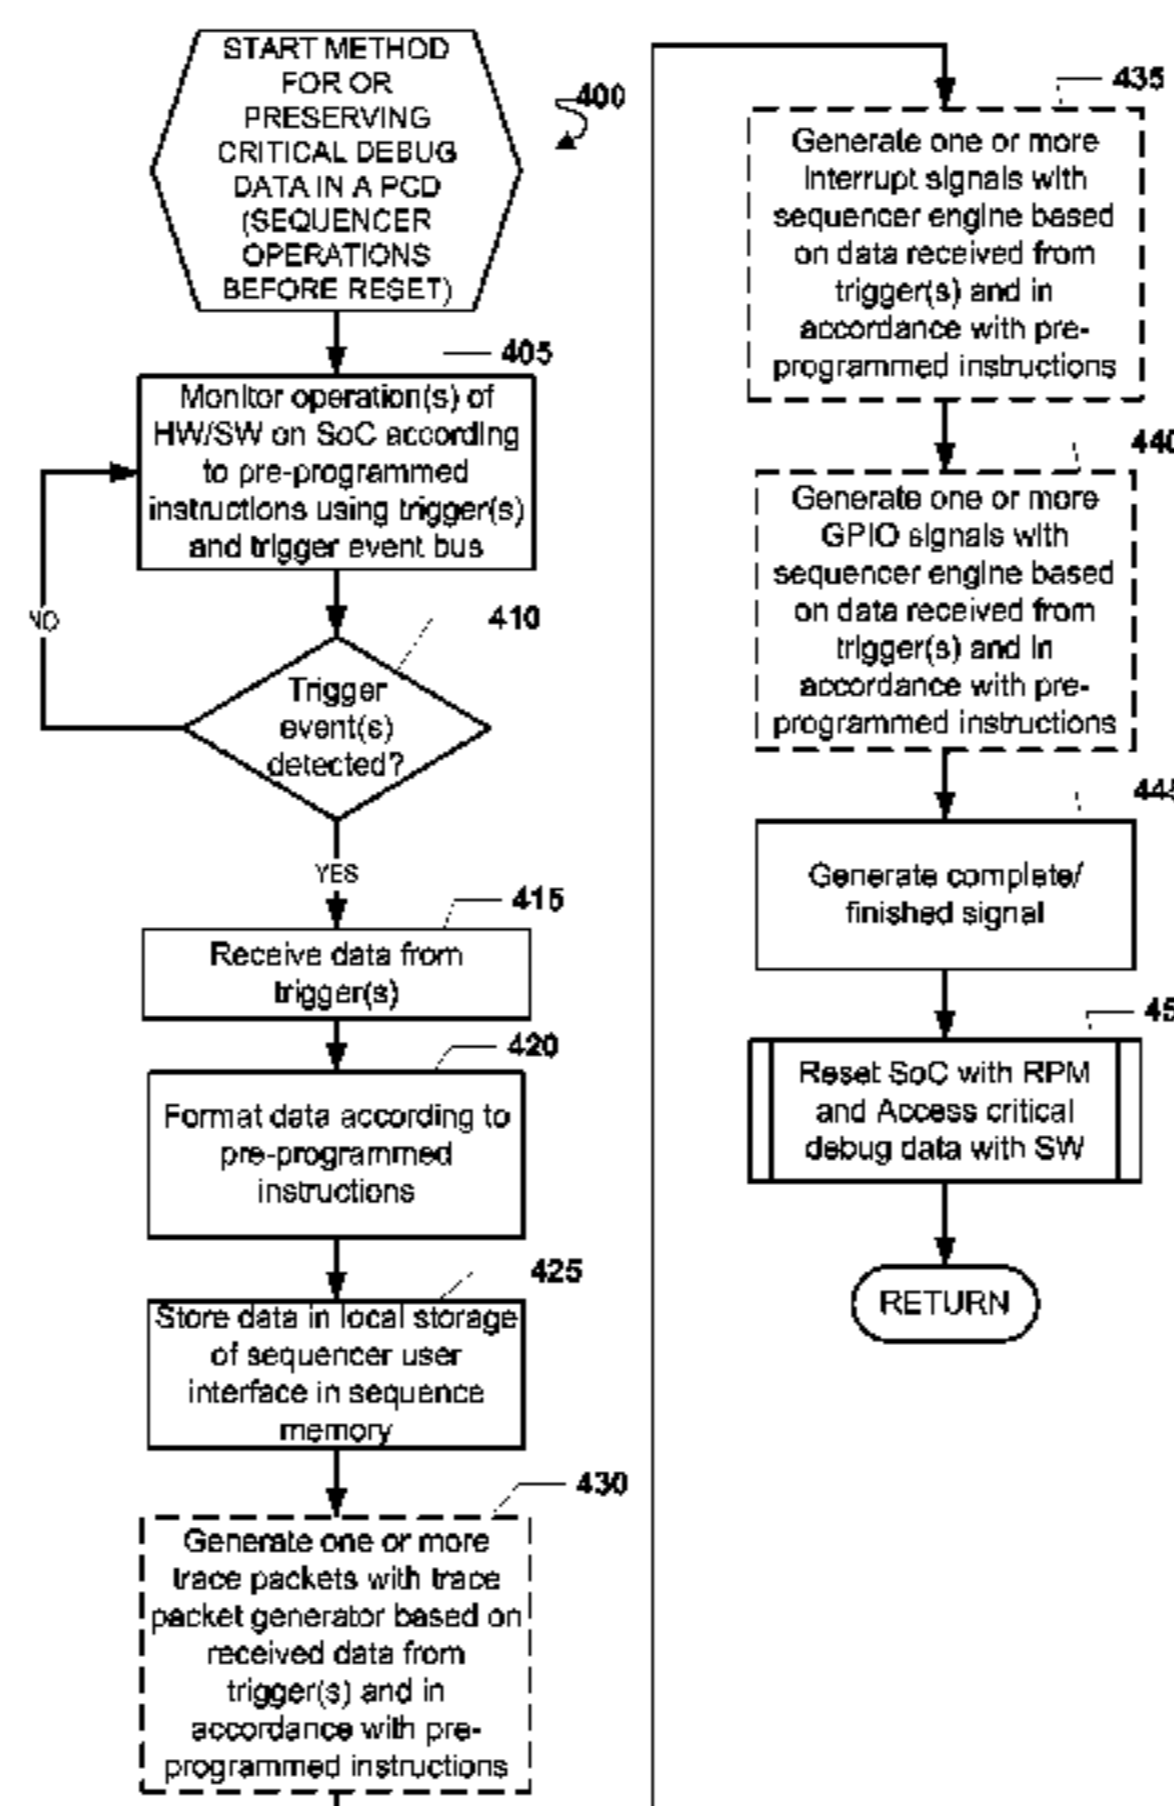 START METHOD
FOR OR
PRESERVING
CRITICAL DEBUG
DATA IN A PCD
(SEQUENCER
OPERATIONS
BEFORE RESET)
400
405
Monitor operation(s) of
HW/SW on SoC according
to pre-programmed
instructions using trigger(s)
and trigger event bus
NO
410
Trigger
event(s)
detected?
YES
415
Receive data from
trigger(s)
420
Format data according to
pre-programmed
instructions
425
Store data in local storage
of sequencer user
interface in sequence
memory
430
Generate one or more
trace packets with trace
packet generator based on
received data from
trigger(s) and in
accordance with pre-
programmed instructions
435
Generate one or more
interrupt signals with
sequencer engine based
on data received from
trigger(s) and in
accordance with pre-
programmed instructions
440
Generate one or more
GPIO signals with
sequencer engine based
on data received from
trigger(s) and in
accordance with pre-
programmed instructions
445
Generate complete/
finished signal
45
Reset SoC with RPM
and Access critical
debug data with SW
RETURN